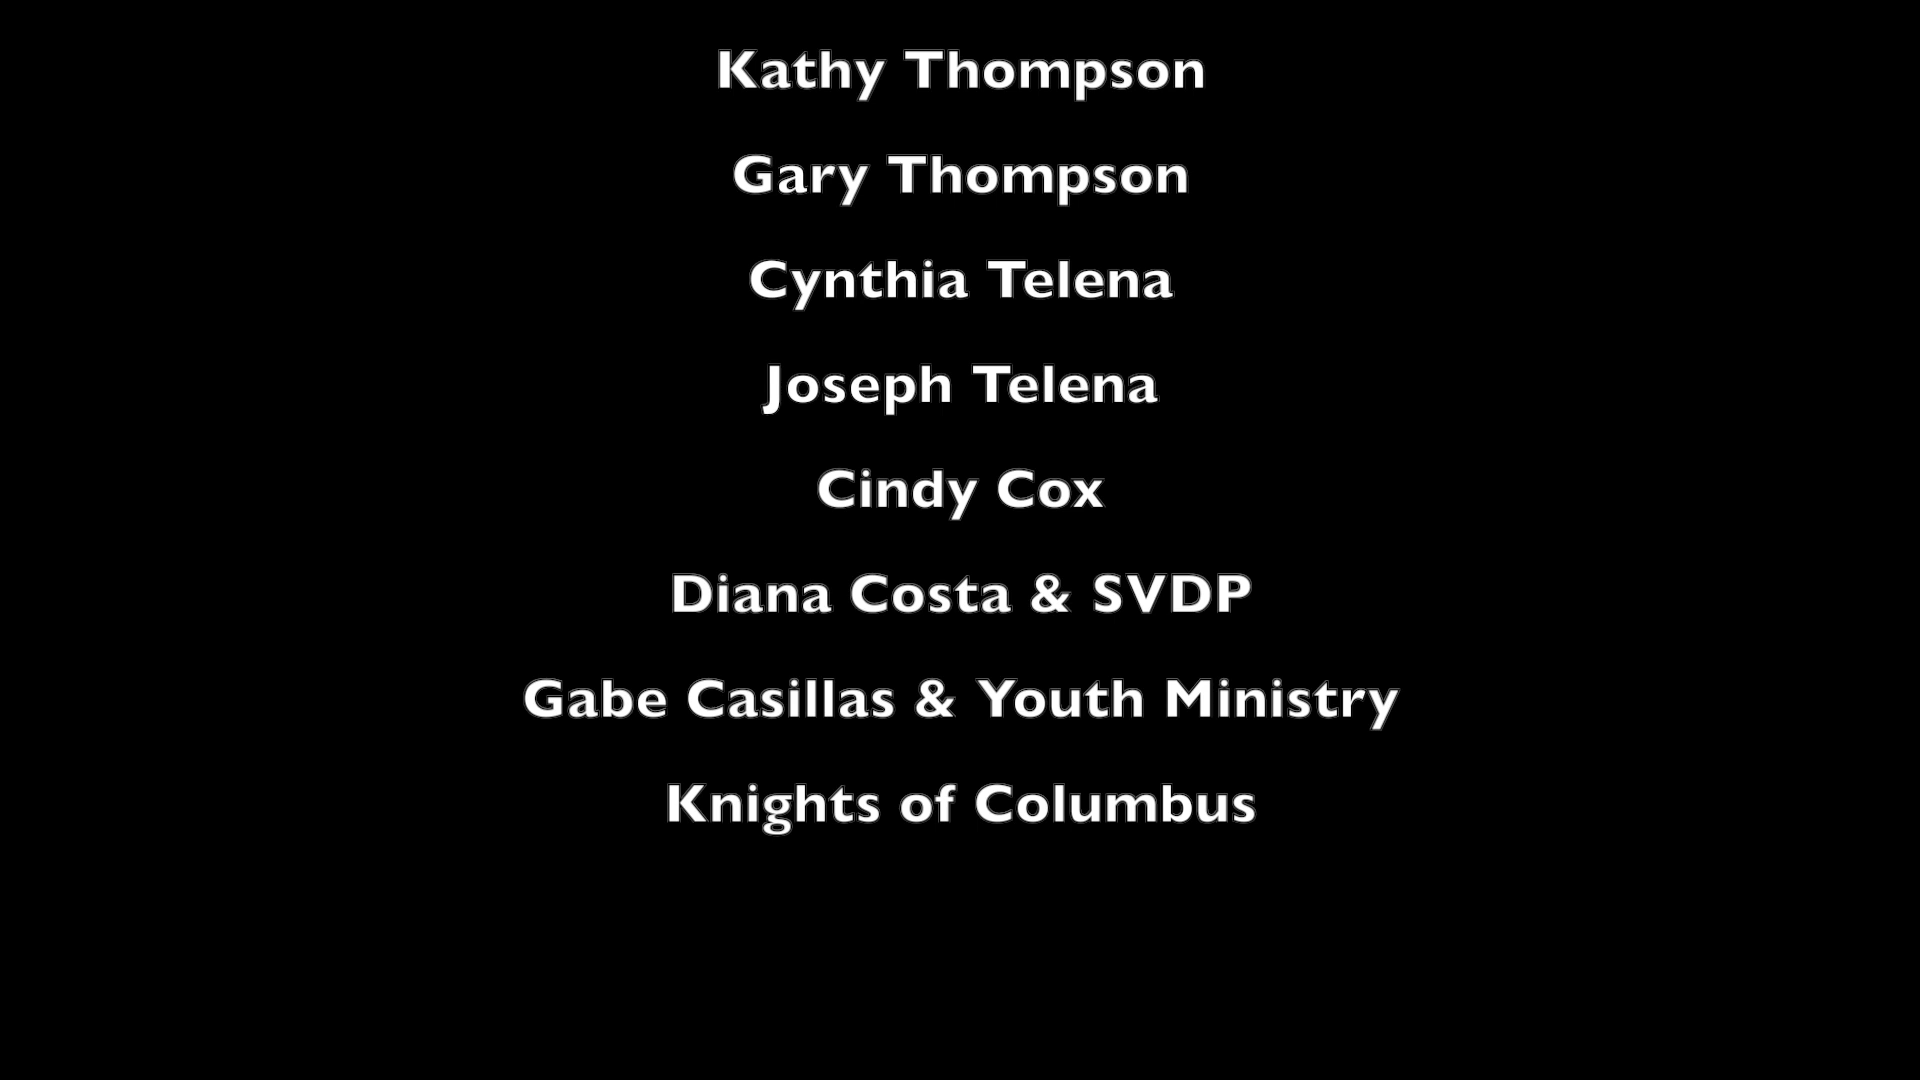 Kathy Thompson
Gary Thompson
Cynthia Telena
Joseph Telena
Cindy Cox
Diana Costa & SVDP
Gabe Casillas & Youth Ministry
Knights of Columbus